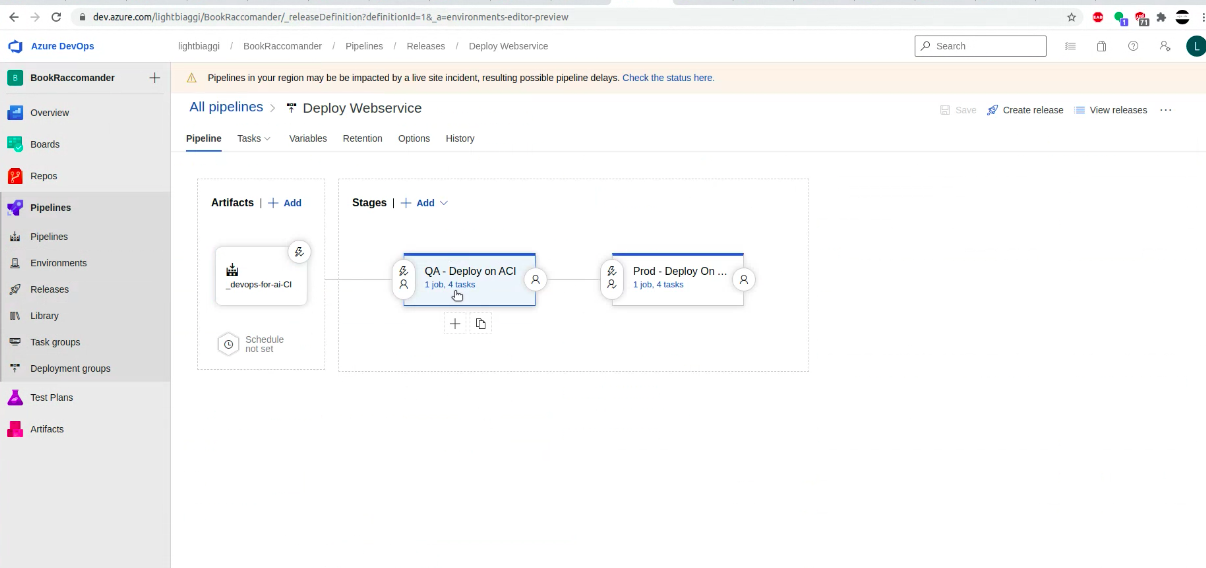 dev.azure.com/lightbiaggi/BookRaccomander/_releaseDefinition?definitionId=1&_a=environments-editor-preview
1
71
Azure DevOps
lightbiaggi / BookRaccomander / Pipelines / Releases / Deploy Webservice
Search
L
B BookRaccomander
Pipelines in your region may be be impacted by a live site incident, resulting possible pipeline delays. Check the status here.
All pipelines > Deploy Webservice
Save Create release View releases ...
Pipeline Tasks Variables Retention Options History
Overview
Boards
Repos
Pipelines
Pipelines
Environments
Releases
Library
Task groups
Deployment groups
Test Plans
Artifacts
Artifacts | + Add
_devops-for-ai-CI
Schedule
not set
Stages | + Add
QA - Deploy on ACI
1 job, 4 tasks
Prod - Deploy On ...
1 job, 4 tasks